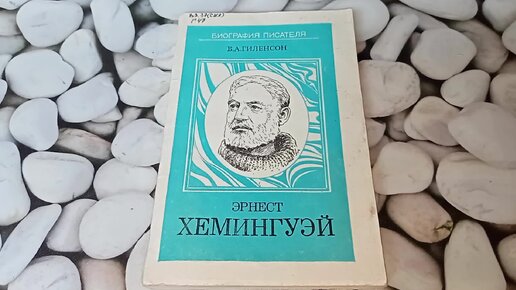 БИОГРАФИЯ ПИСАТЕЛЯ
Б.А.ГИЛЕНСОН
ЭРНЕСТ
ХЕМИНГУЭЙ